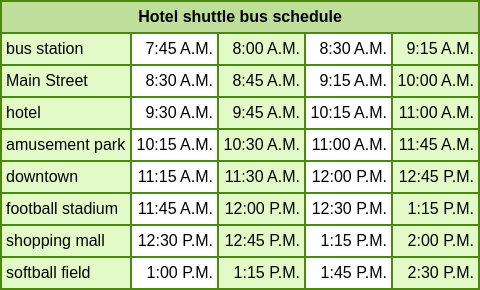 Hotel shuttle bus schedule
bus station 7:45 A.M. 8:00 A.M. 8:30 A.M. 9:15 A.M.
Main Street 8:30 A.M. 8:45 A.M. 9:15 A.M. 10:00 A.M.
hotel 9:30 A.M. 9:45 A.M. 10:15 A.M. 11:00 A.M.
amusement park 10:15 A.M. 10:30 A.M. 11:00 A.M. 11:45 A.M.
downtown 11:15 A.M. 11:30 A.M. 12:00 P.M. 12:45 P.M.
football stadium 11:45 A.M. 12:00 P.M. 12:30 P.M. 1:15 P.M.
shopping mall 12:30 P.M. 12:45 P.M. 1:15 P.M. 2:00 P.M.
softball field 1:00 P.M. 1:15 P.M. 1:45 P.M. 2:30 P.M.